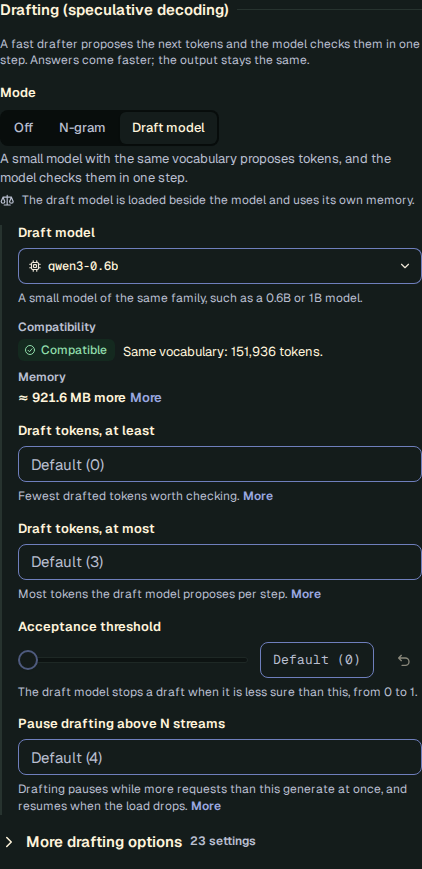 Drafting (speculative decoding)
A fast drafter proposes the next tokens and the model checks them in one
step. Answers come faster; the output stays the same.
Mode
Off N-gram Draft model
A small model with the same vocabulary proposes tokens, and the
model checks them in one step.
The draft model is loaded beside the model and uses its own memory.
Draft model
qwen3-0.6b
A small model of the same family, such as a 0.6B or 1B model.
Compatibility
Compatible Same vocabulary: 151,936 tokens.
Memory
≈ 921.6 MB more More
Draft tokens, at least
Default (0)
Fewest drafted tokens worth checking. More
Draft tokens, at most
Default (3)
Most tokens the draft model proposes per step. More
Acceptance threshold
Default (0)
The draft model stops a draft when it is less sure than this, from 0 to 1.
Pause drafting above N streams
Default (4)
Drafting pauses while more requests than this generate at once, and
resumes when the load drops. More
More drafting options 23 settings